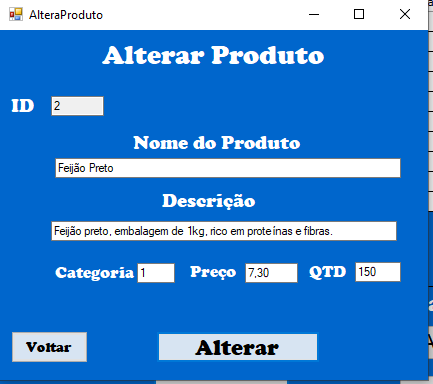 AlteraProduto
Alterar Produto
ID 2
Nome do Produto
Feijão Preto
Descrição
Feijão preto, embalagem de 1kg, rico em proteínas e fibras.
Categoria 1 Preço 7,30 QTD 150
Voltar Alterar